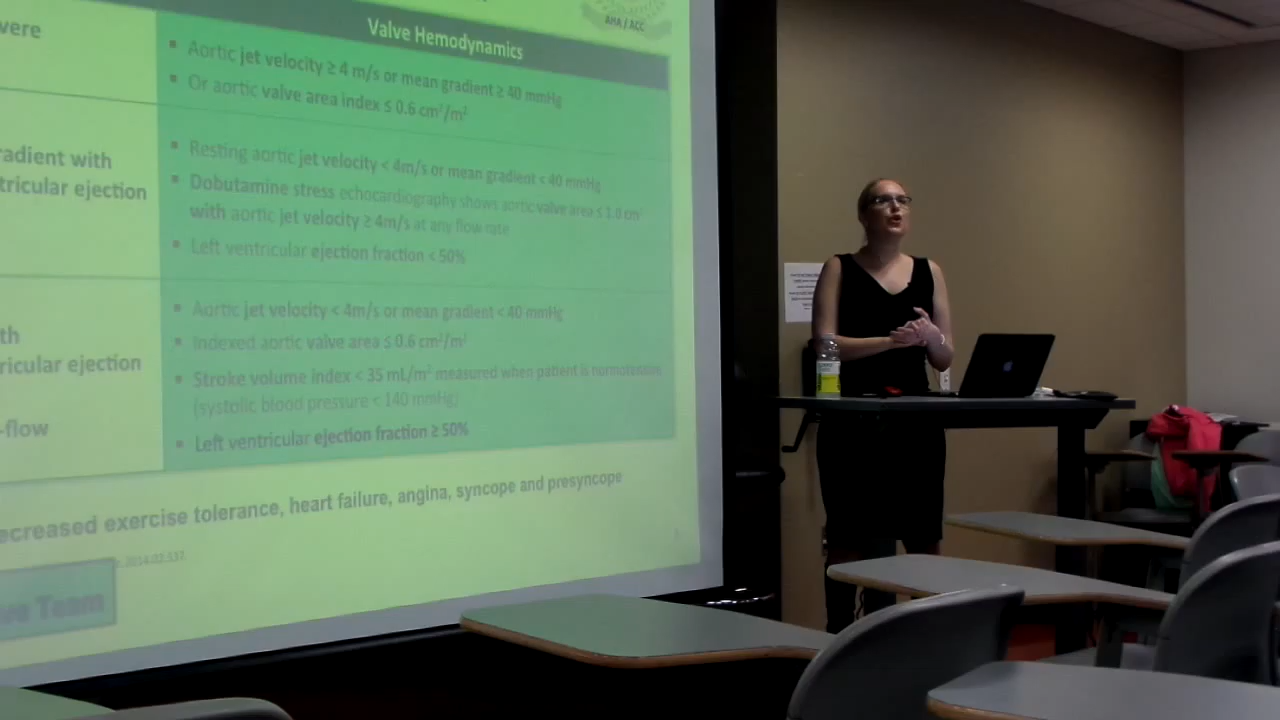 AHA / ACC
Valve Hemodynamics
vere
▪ Aortic jet velocity ≥ 4 m/s or mean gradient ≥ 40 mmHg
▪ Or aortic valve area index ≤ 0.6 cm²/m²
radient with
tricular ejection
▪ Resting aortic jet velocity < 4m/s or mean gradient < 40 mmHg
▪ Dobutamine stress echocardiography shows aortic valve area ≤ 1.0 cm²
with aortic jet velocity ≥ 4m/s at any flow rate
▪ Left ventricular ejection fraction < 50%
th
ricular ejection
-flow
▪ Aortic jet velocity < 4m/s or mean gradient < 40 mmHg
▪ Indexed aortic valve area ≤ 0.6 cm²/m²
▪ Stroke volume index < 35 mL/m² measured when patient is normotensive
(systolic blood pressure < 140 mmHg)
▪ Left ventricular ejection fraction ≥ 50%
ecreased exercise tolerance, heart failure, angina, syncope and presyncope
2014.02.537
ve Team